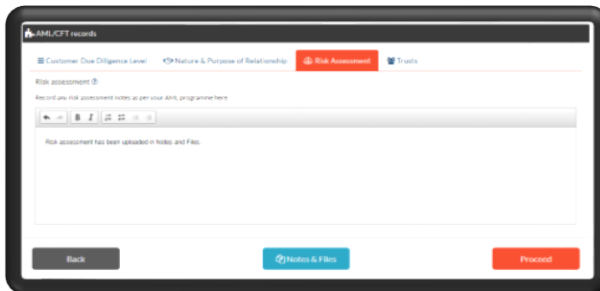 AML/CFT records
Customer Due Diligence Level Nature & Purpose of Relationship Risk Assessment Trusts
Risk assessment
Record any risk assessment notes as per your AML programme here
B I
Risk assessment has been uploaded in Notes and Files.
Back Notes & Files Proceed